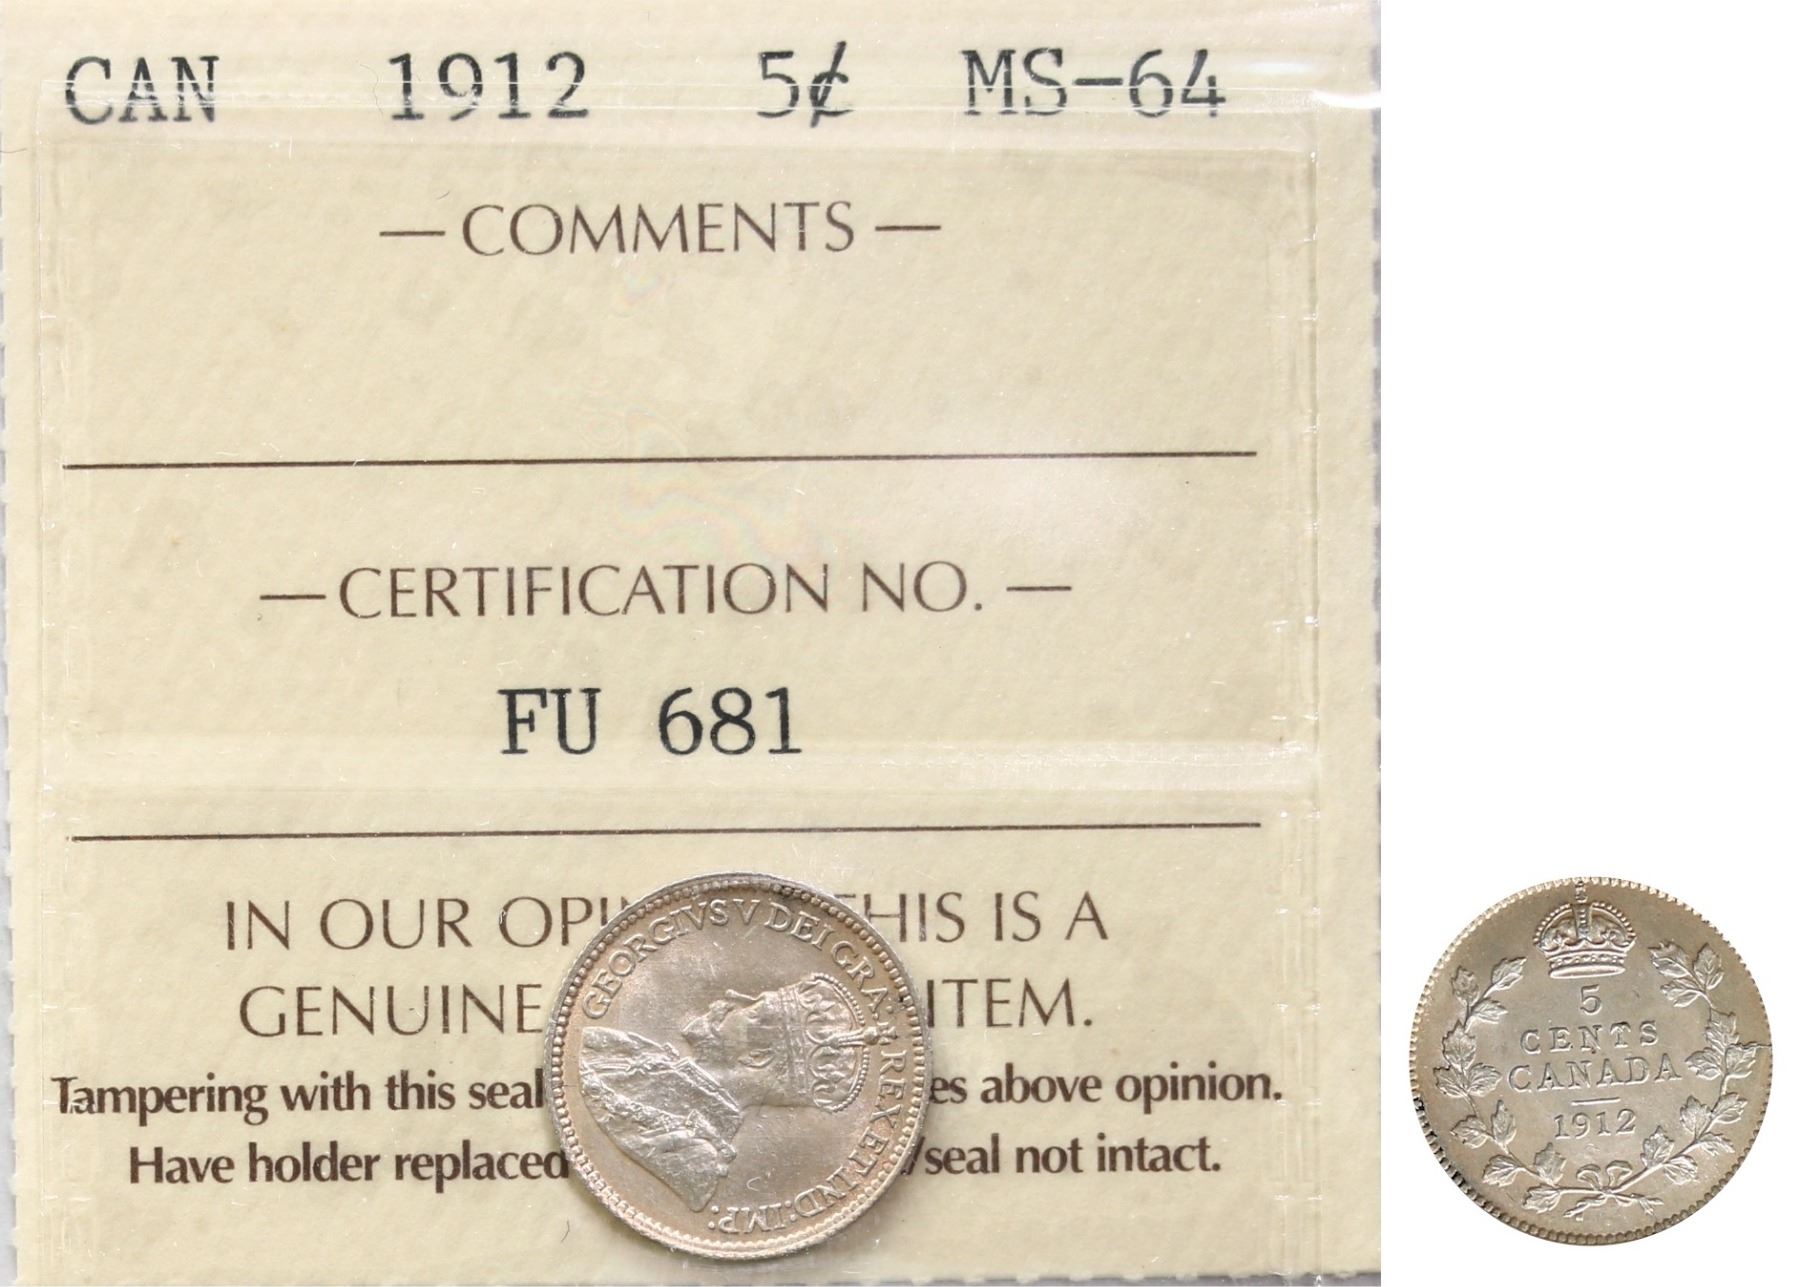 CAN 1912 5¢ MS-64
— COMMENTS —
— CERTIFICATION NO. —
FU 681
IN OUR OPI HIS IS A
GENUINE ITEM.
Tampering with this seal es above opinion.
Have holder replaced /seal not intact.
GEORGIVS V DEI GRA: REX ET IND: IMP:
5
CENTS
CANADA
1912